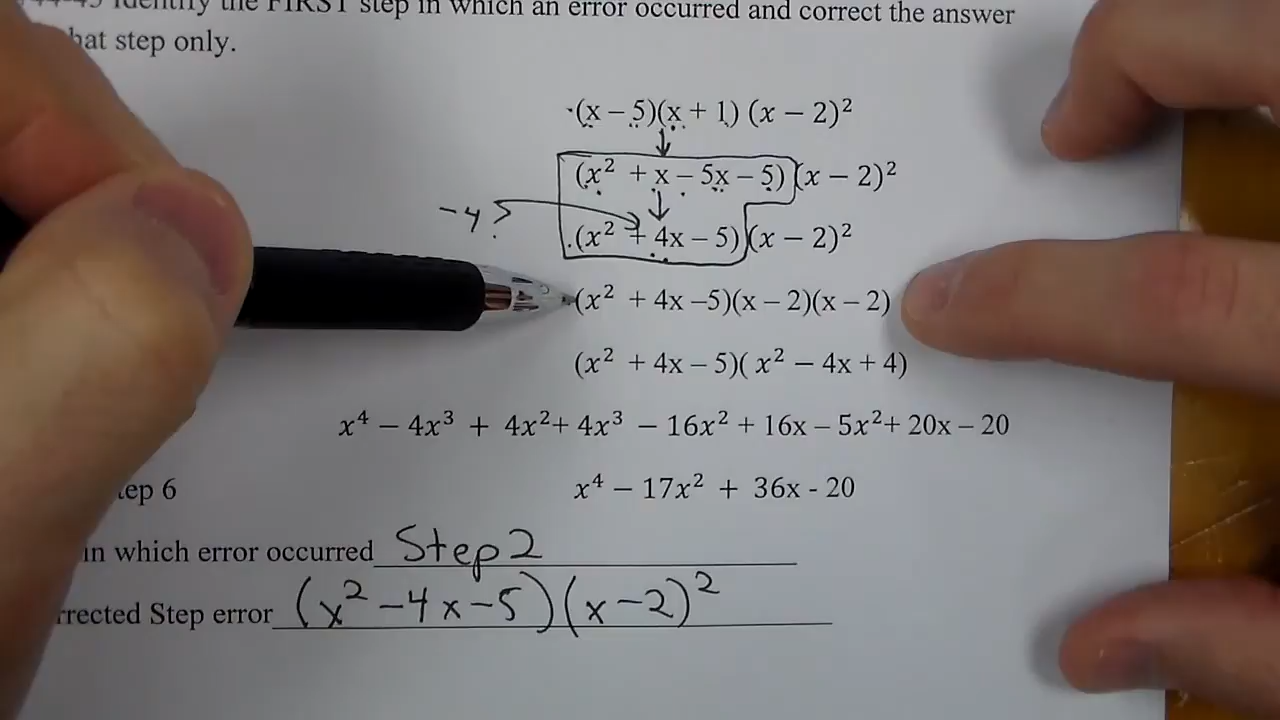 Identify the FIRST step in which an error occurred and correct the answer
hat step only.
(x – 5)(x + 1) (x – 2)²
(x² + x – 5x – 5)(x – 2)²
-4?
(x² + 4x – 5)(x – 2)²
(x² + 4x –5)(x – 2)(x – 2)
(x² + 4x – 5)( x² – 4x + 4)
x⁴ – 4x³ + 4x²+ 4x³ – 16x² + 16x – 5x²+ 20x – 20
tep 6 x⁴ – 17x² + 36x - 20
in which error occurred Step 2
rrected Step error (x² -4x-5)(x-2)²